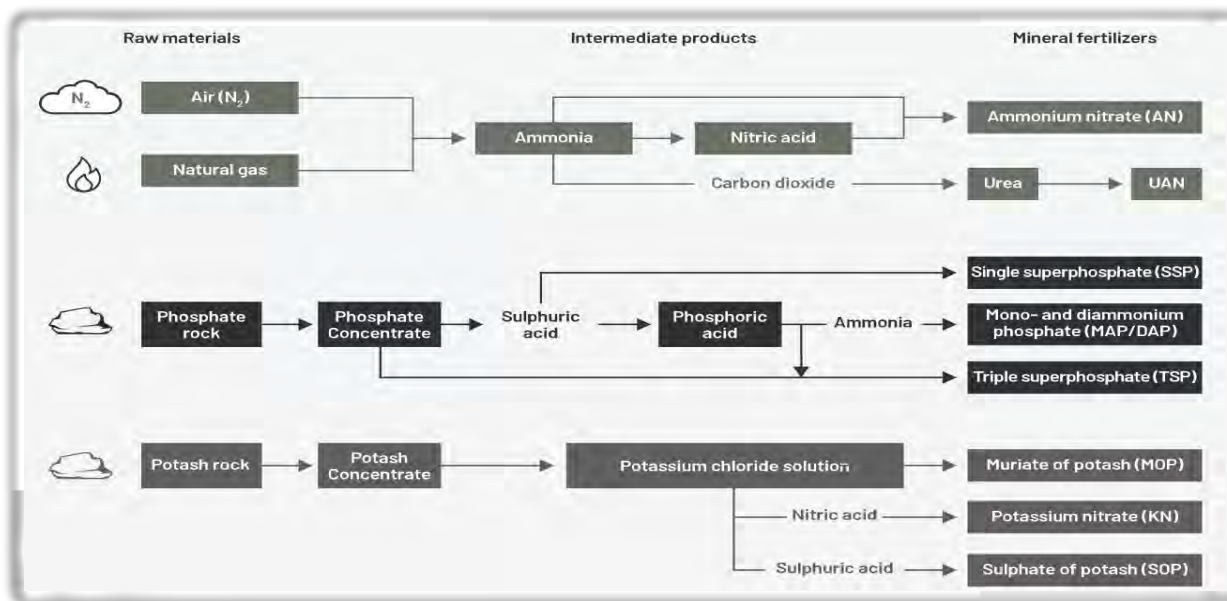 Raw materials
Intermediate products
Mineral fertilizers
N₂
Air (N₂)
Natural gas
Ammonia
Nitric acid
Ammonium nitrate (AN)
Carbon dioxide
Urea
UAN
Phosphate
rock
Phosphate
Concentrate
Sulphuric
acid
Phosphoric
acid
Ammonia
Single superphosphate (SSP)
Mono- and diammonium
phosphate (MAP/DAP)
Triple superphosphate (TSP)
Potash rock
Potash
Concentrate
Potassium chloride solution
Muriate of potash (MOP)
Nitric acid
Potassium nitrate (KN)
Sulphuric acid
Sulphate of potash (SOP)